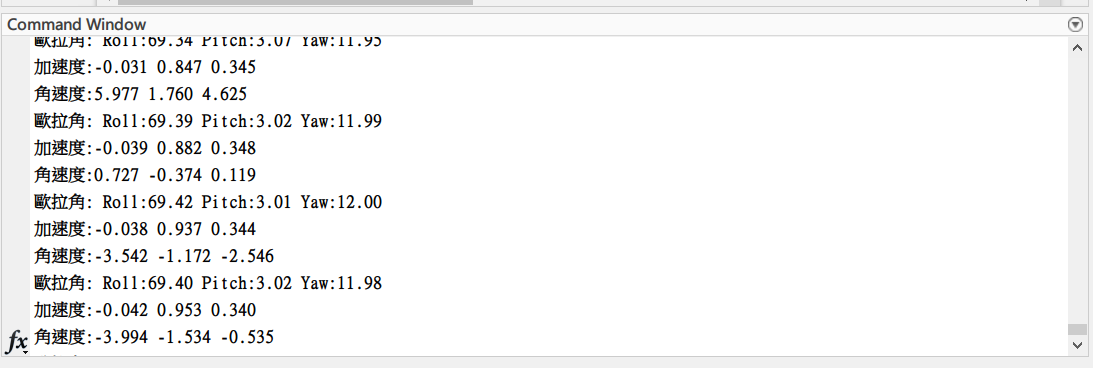 Command Window
歐拉角: Roll:69.34 Pitch:3.07 Yaw:11.95
加速度:-0.031 0.847 0.345
角速度:5.977 1.760 4.625
歐拉角: Roll:69.39 Pitch:3.02 Yaw:11.99
加速度:-0.039 0.882 0.348
角速度:0.727 -0.374 0.119
歐拉角: Roll:69.42 Pitch:3.01 Yaw:12.00
加速度:-0.038 0.937 0.344
角速度:-3.542 -1.172 -2.546
歐拉角: Roll:69.40 Pitch:3.02 Yaw:11.98
加速度:-0.042 0.953 0.340
fx 角速度:-3.994 -1.534 -0.535